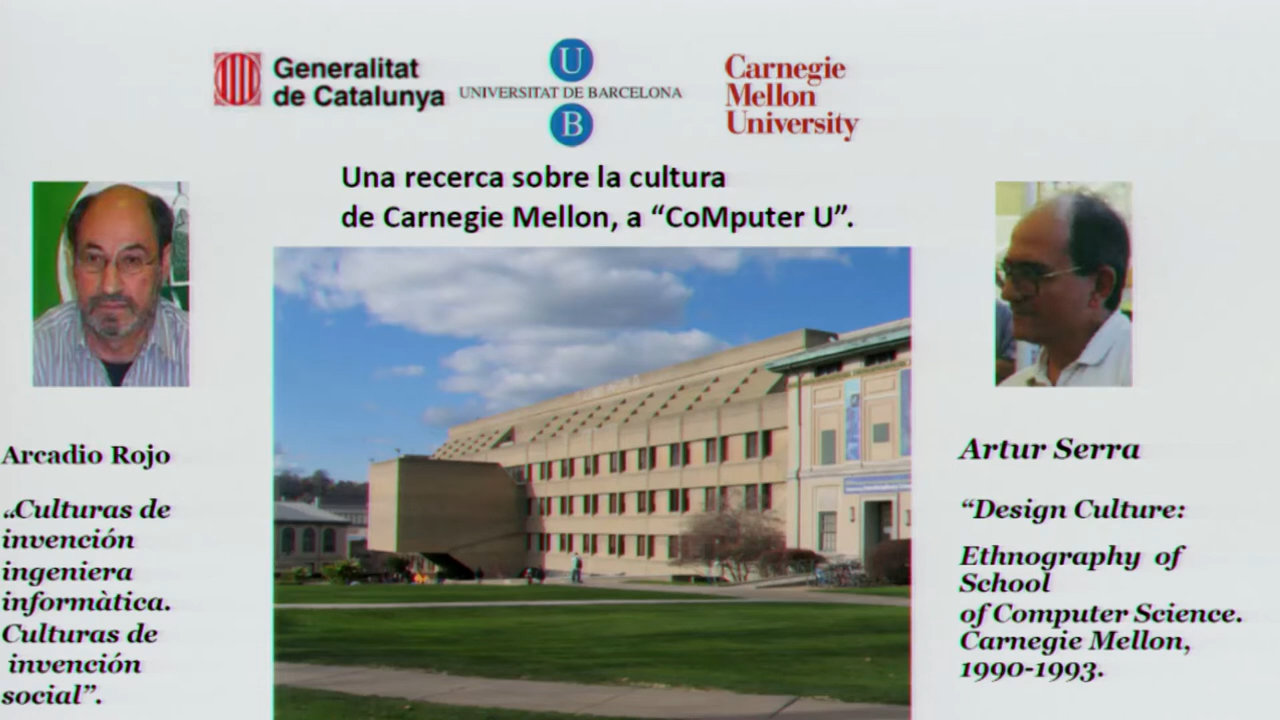 Generalitat
de Catalunya
U
UNIVERSITAT DE BARCELONA
B
Carnegie
Mellon
University
Una recerca sobre la cultura
de Carnegie Mellon, a “CoMputer U”.
Arcadio Rojo
“Culturas de
invención
ingeniera
informàtica.
Culturas de
invención
social”.
Artur Serra
“Design Culture:
Ethnography of
School
of Computer Science.
Carnegie Mellon,
1990-1993.